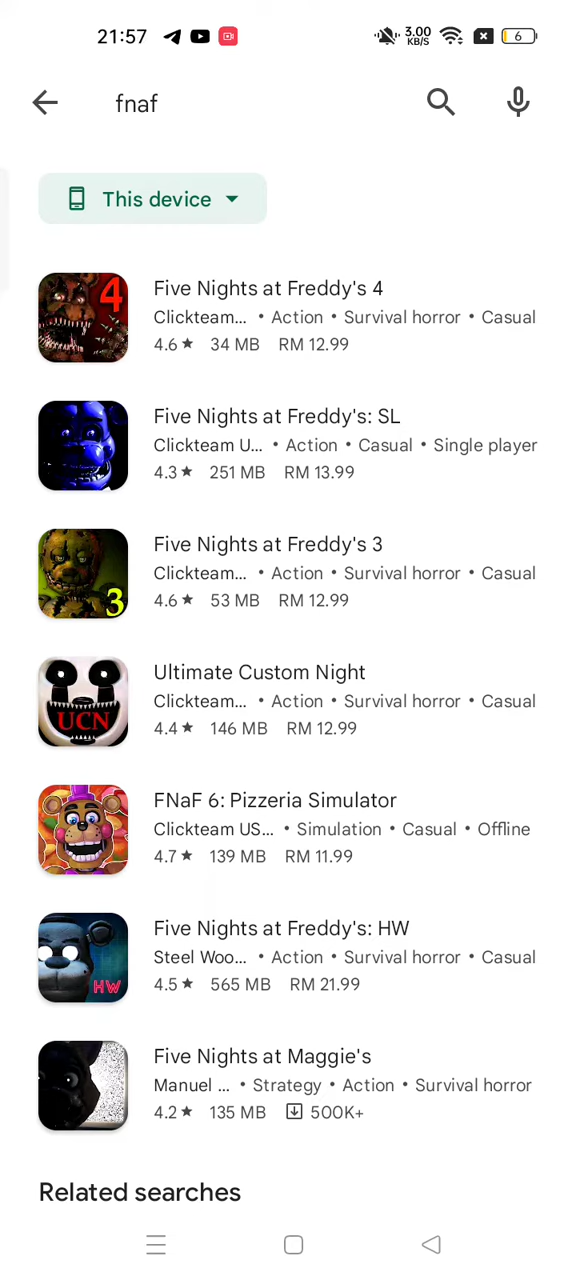 21:57
3.00
KB/S
6
fnaf
This device
4
Five Nights at Freddy's 4
Clickteam... • Action • Survival horror • Casual
4.6★ 34 MB RM 12.99
Five Nights at Freddy's: SL
Clickteam U... • Action • Casual • Single player
4.3★ 251 MB RM 13.99
3
Five Nights at Freddy's 3
Clickteam... • Action • Survival horror • Casual
4.6★ 53 MB RM 12.99
UCN
Ultimate Custom Night
Clickteam... • Action • Survival horror • Casual
4.4★ 146 MB RM 12.99
FNaF 6: Pizzeria Simulator
Clickteam US... • Simulation • Casual • Offline
4.7★ 139 MB RM 11.99
HW
Five Nights at Freddy's: HW
Steel Woo... • Action • Survival horror • Casual
4.5★ 565 MB RM 21.99
Five Nights at Maggie's
Manuel ... • Strategy • Action • Survival horror
4.2★ 135 MB 500K+
Related searches